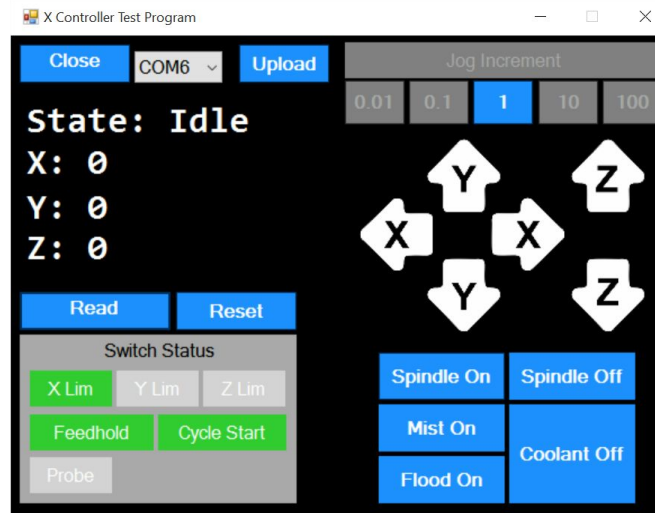 X Controller Test Program
Close COM6 Upload
Jog Increment
0.01 0.1 1 10 100
State: Idle
X: 0
Y: 0
Z: 0
Y Z
X X
Y Z
Read Reset
Switch Status
X Lim Y Lim Z Lim
Feedhold Cycle Start
Probe
Spindle On Spindle Off
Mist On
Coolant Off
Flood On